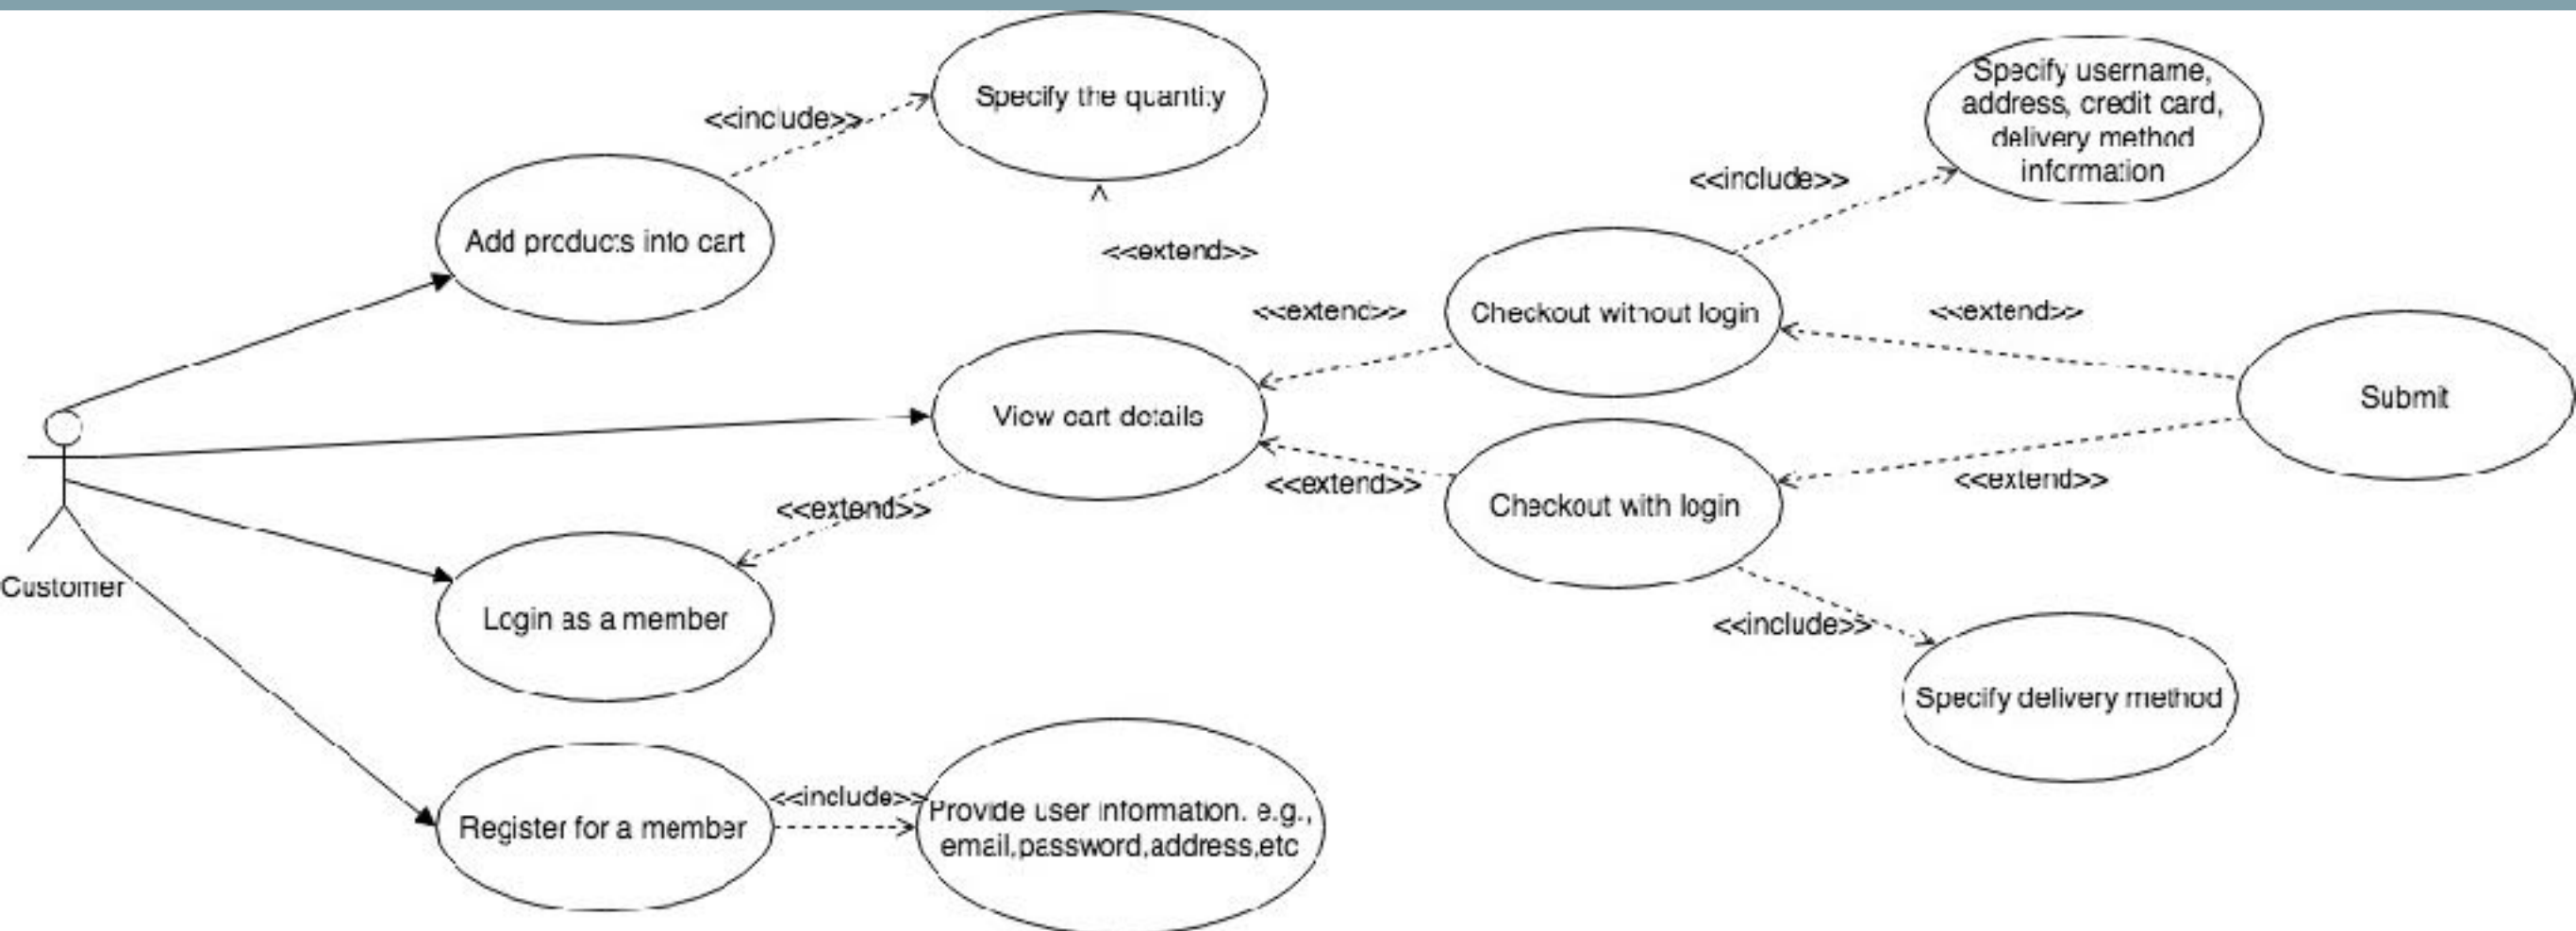 Specify the quantity
<<include>>
Specify username,
address, credit card,
delivery method
information
<<include>>
Add products into cart
<<extend>>
<<extend>>
Checkout without login
<<extend>>
Submit
View cart details
<<extend>>
<<extend>>
Checkout with login
<<extend>>
Customer
Login as a member
<<include>>
Specify delivery method
<<include>>
Register for a member
Provide user information. e.g.,
email,password,address,etc